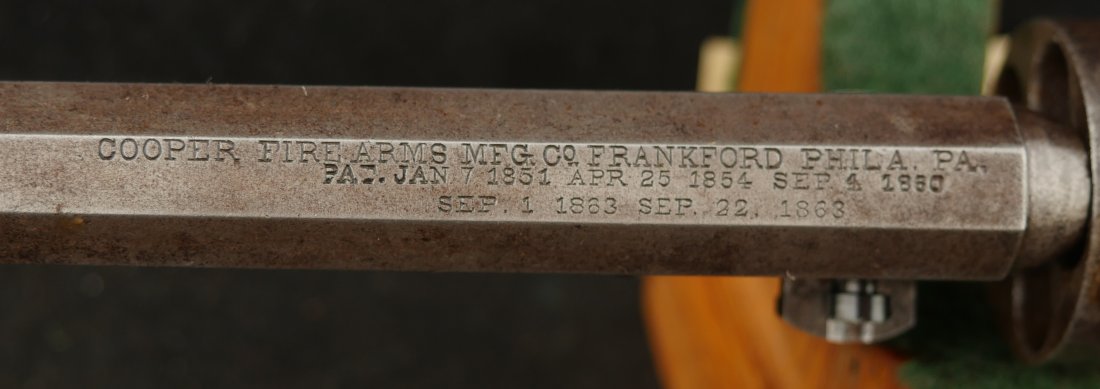 COOPER FIRE ARMS MFG. CO. FRANKFORD PHILA. PA.
PAT. JAN 7 1851 APR 25 1854 SEP 4 1860
SEP. 1 1863 SEP. 22, 1863